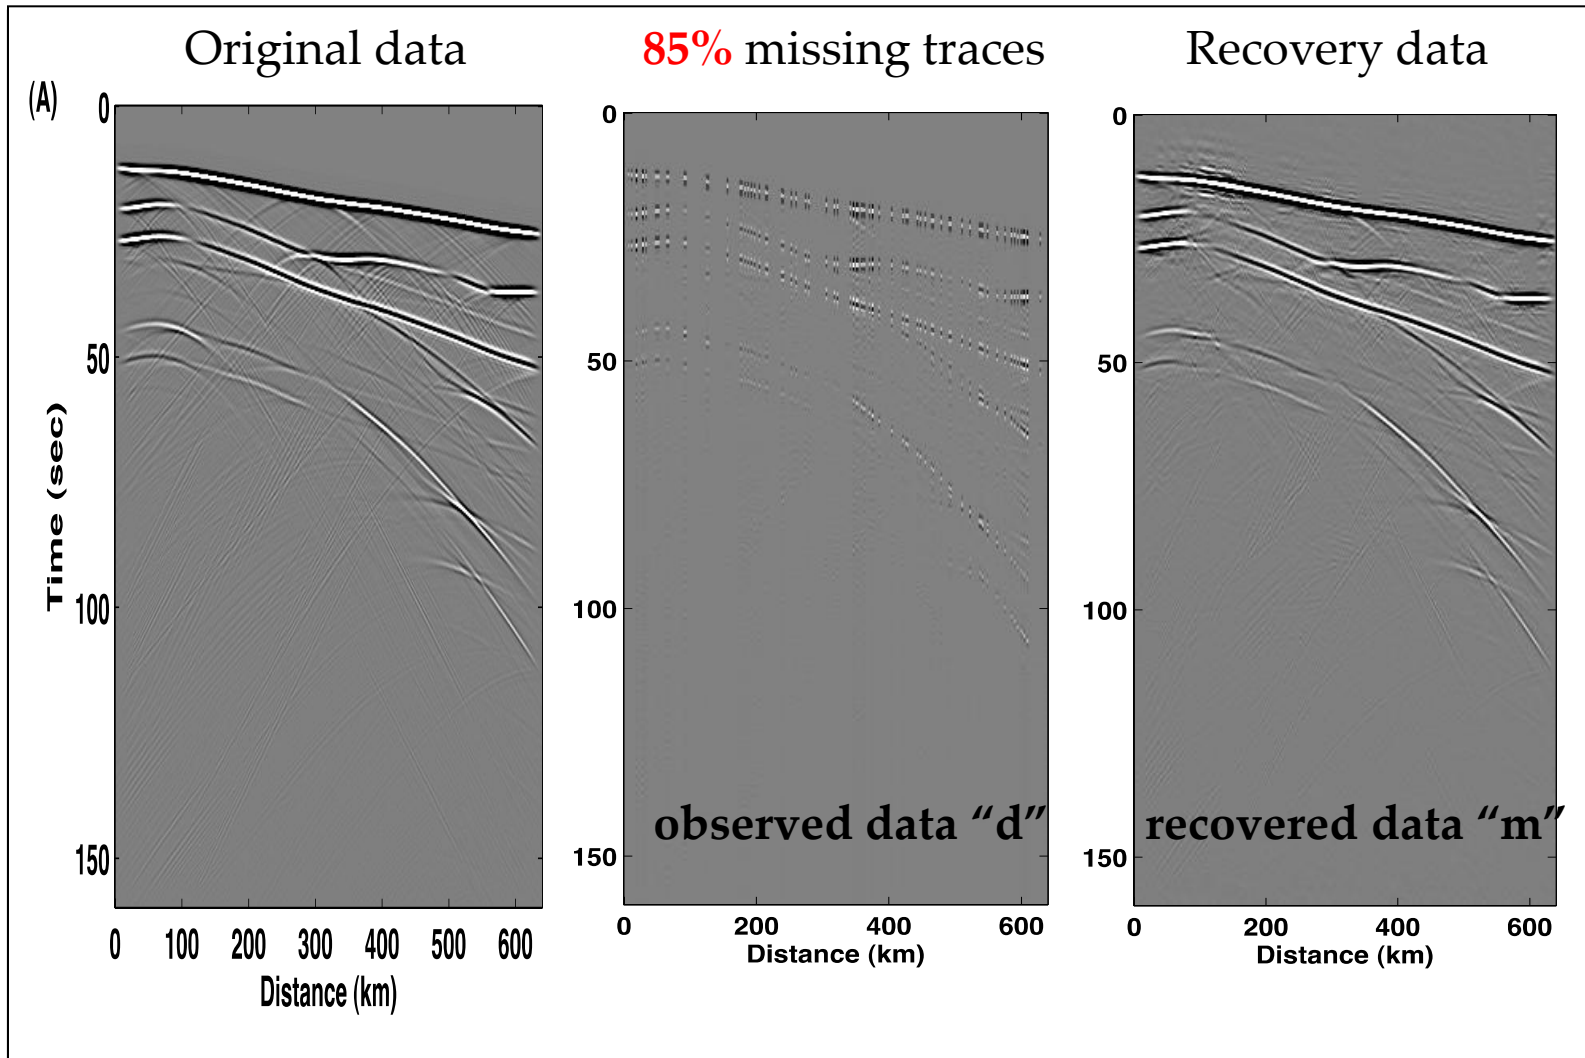 Original data
85% missing traces
Recovery data
(A)
0
50
100
150
Time (sec)
0 100 200 300 400 500 600
Distance (km)
0
50
100
150
observed data “d”
0 200 400 600
Distance (km)
0
50
100
150
recovered data “m”
0 200 400 600
Distance (km)